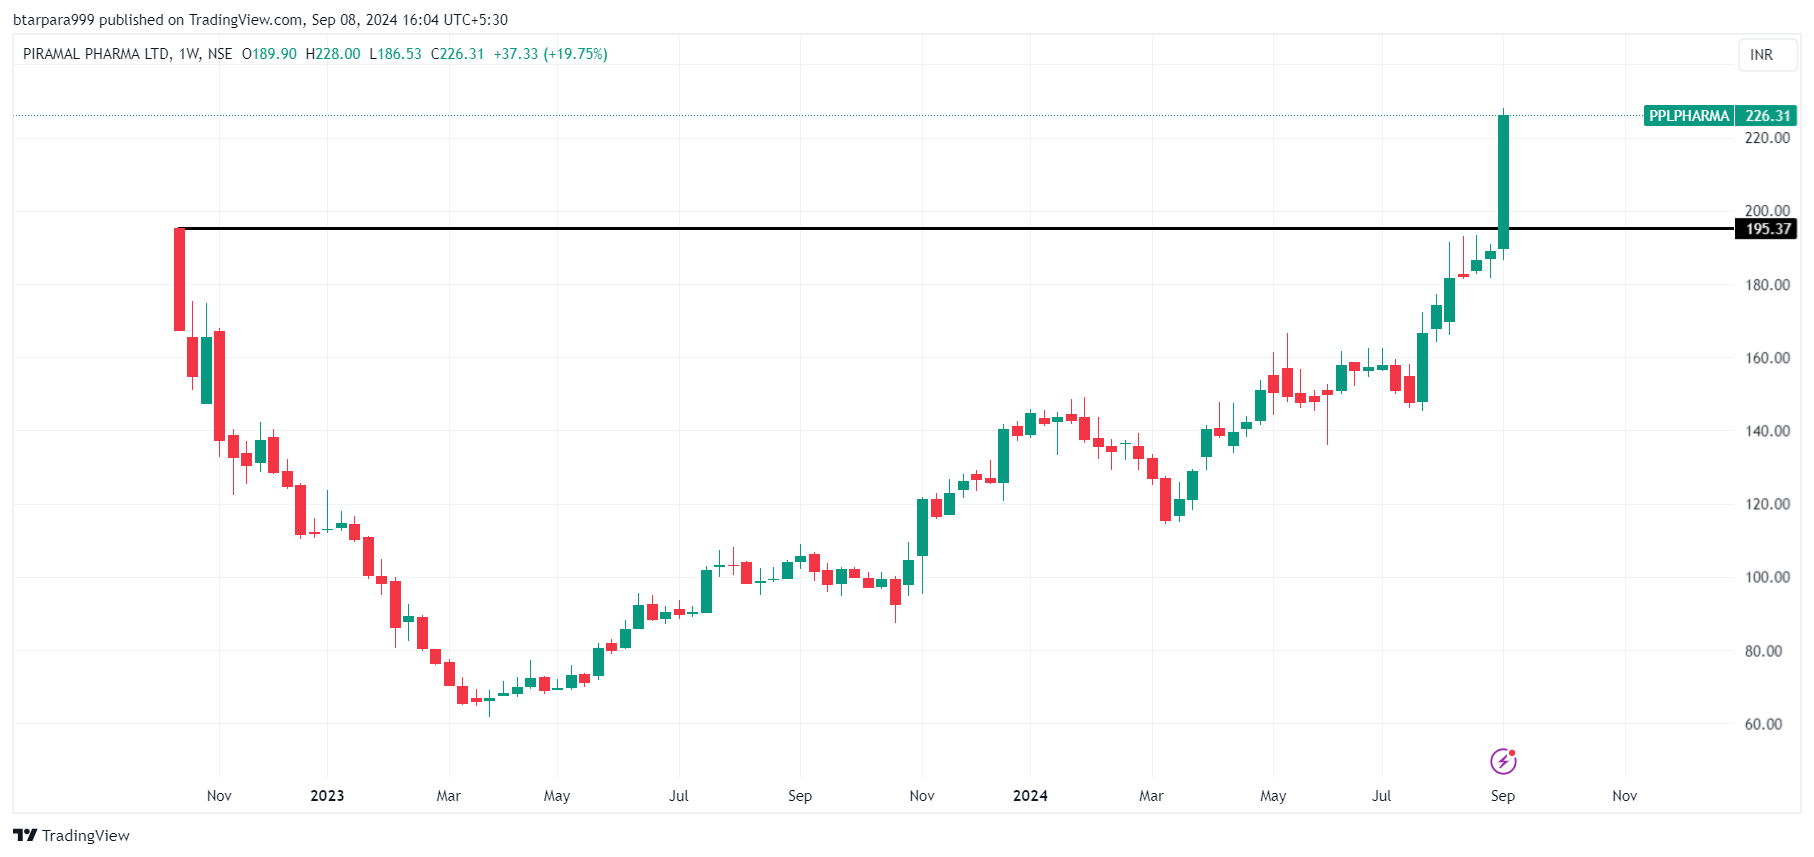 btarpara999 published on TradingView.com, Sep 08, 2024 16:04 UTC+5:30
PIRAMAL PHARMA LTD, 1W, NSE O189.90 H228.00 L186.53 C226.31 +37.33 (+19.75%)
INR
PPLPHARMA 226.31
220.00
200.00
195.37
180.00
160.00
140.00
120.00
100.00
80.00
60.00
Nov 2023 Mar May Jul Sep Nov 2024 Mar May Jul Sep Nov
TradingView